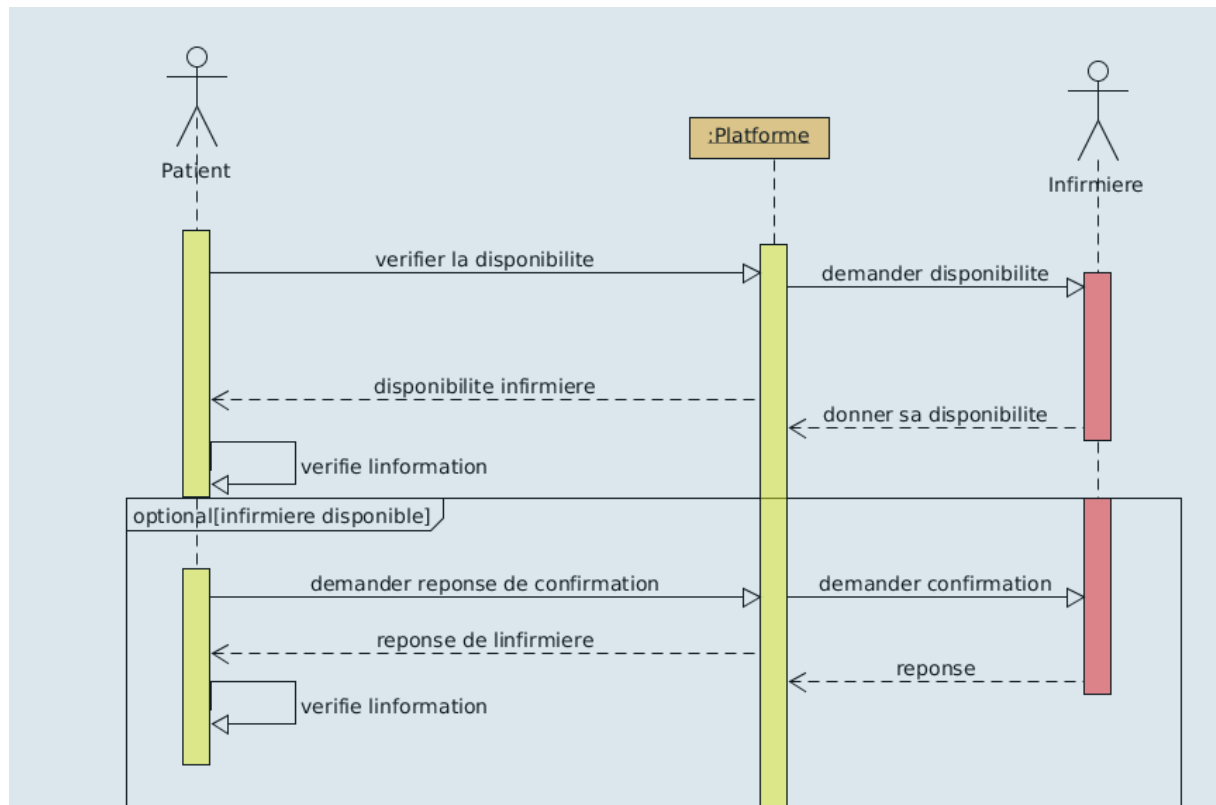 :Platforme
Patient
Infirmiere
verifier la disponibilite
demander disponibilite
disponibilite infirmiere
donner sa disponibilite
verifie linformation
optional[infirmiere disponible]
demander reponse de confirmation
demander confirmation
reponse de linfirmiere
reponse
verifie linformation